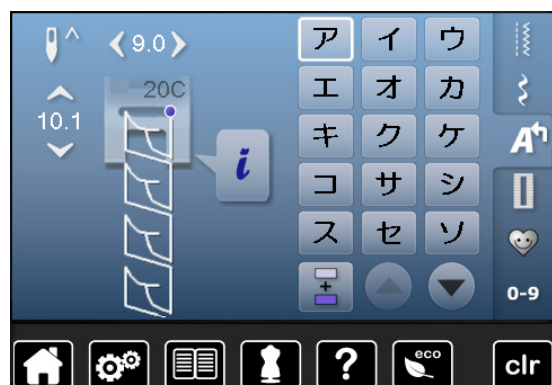 9.0
20C
10.1
i
ア イ ウ
エ オ カ
キ ク ケ
コ サ シ
ス セ ソ
A
+
0-9
?
eco
clr